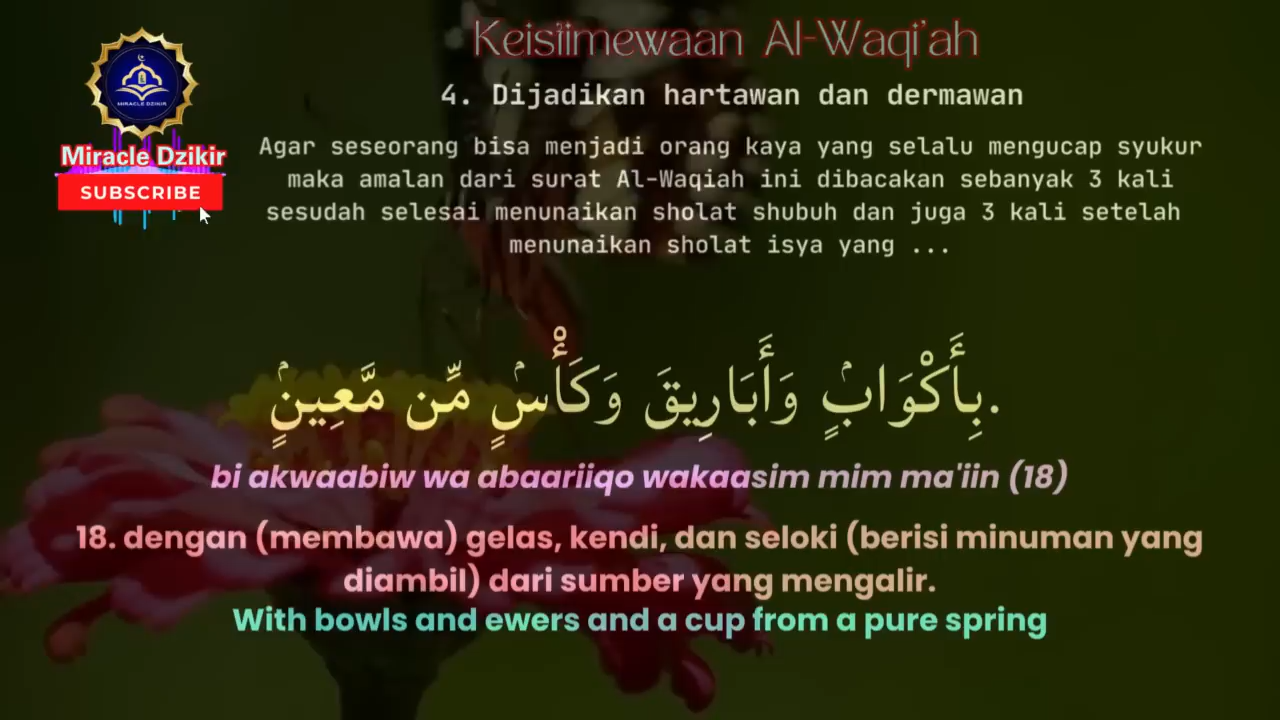 Keistimewaan Al-Waqi'ah
4. Dijadikan hartawan dan dermawan
Agar seseorang bisa menjadi orang kaya yang selalu mengucap syukur
maka amalan dari surat Al-Waqiah ini dibacakan sebanyak 3 kali
sesudah selesai menunaikan sholat shubuh dan juga 3 kali setelah
menunaikan sholat isya yang ...
MIRACLE DZIKIR
Miracle Dzikir
SUBSCRIBE
بِأَكْوَابٍۢ وَأَبَارِيقَ وَكَأْسٍۢ مِّن مَّعِينٍۢ.
bi akwaabiw wa abaariiqo wakaasim mim ma'iin (18)
18. dengan (membawa) gelas, kendi, dan seloki (berisi minuman yang
diambil) dari sumber yang mengalir.
With bowls and ewers and a cup from a pure spring